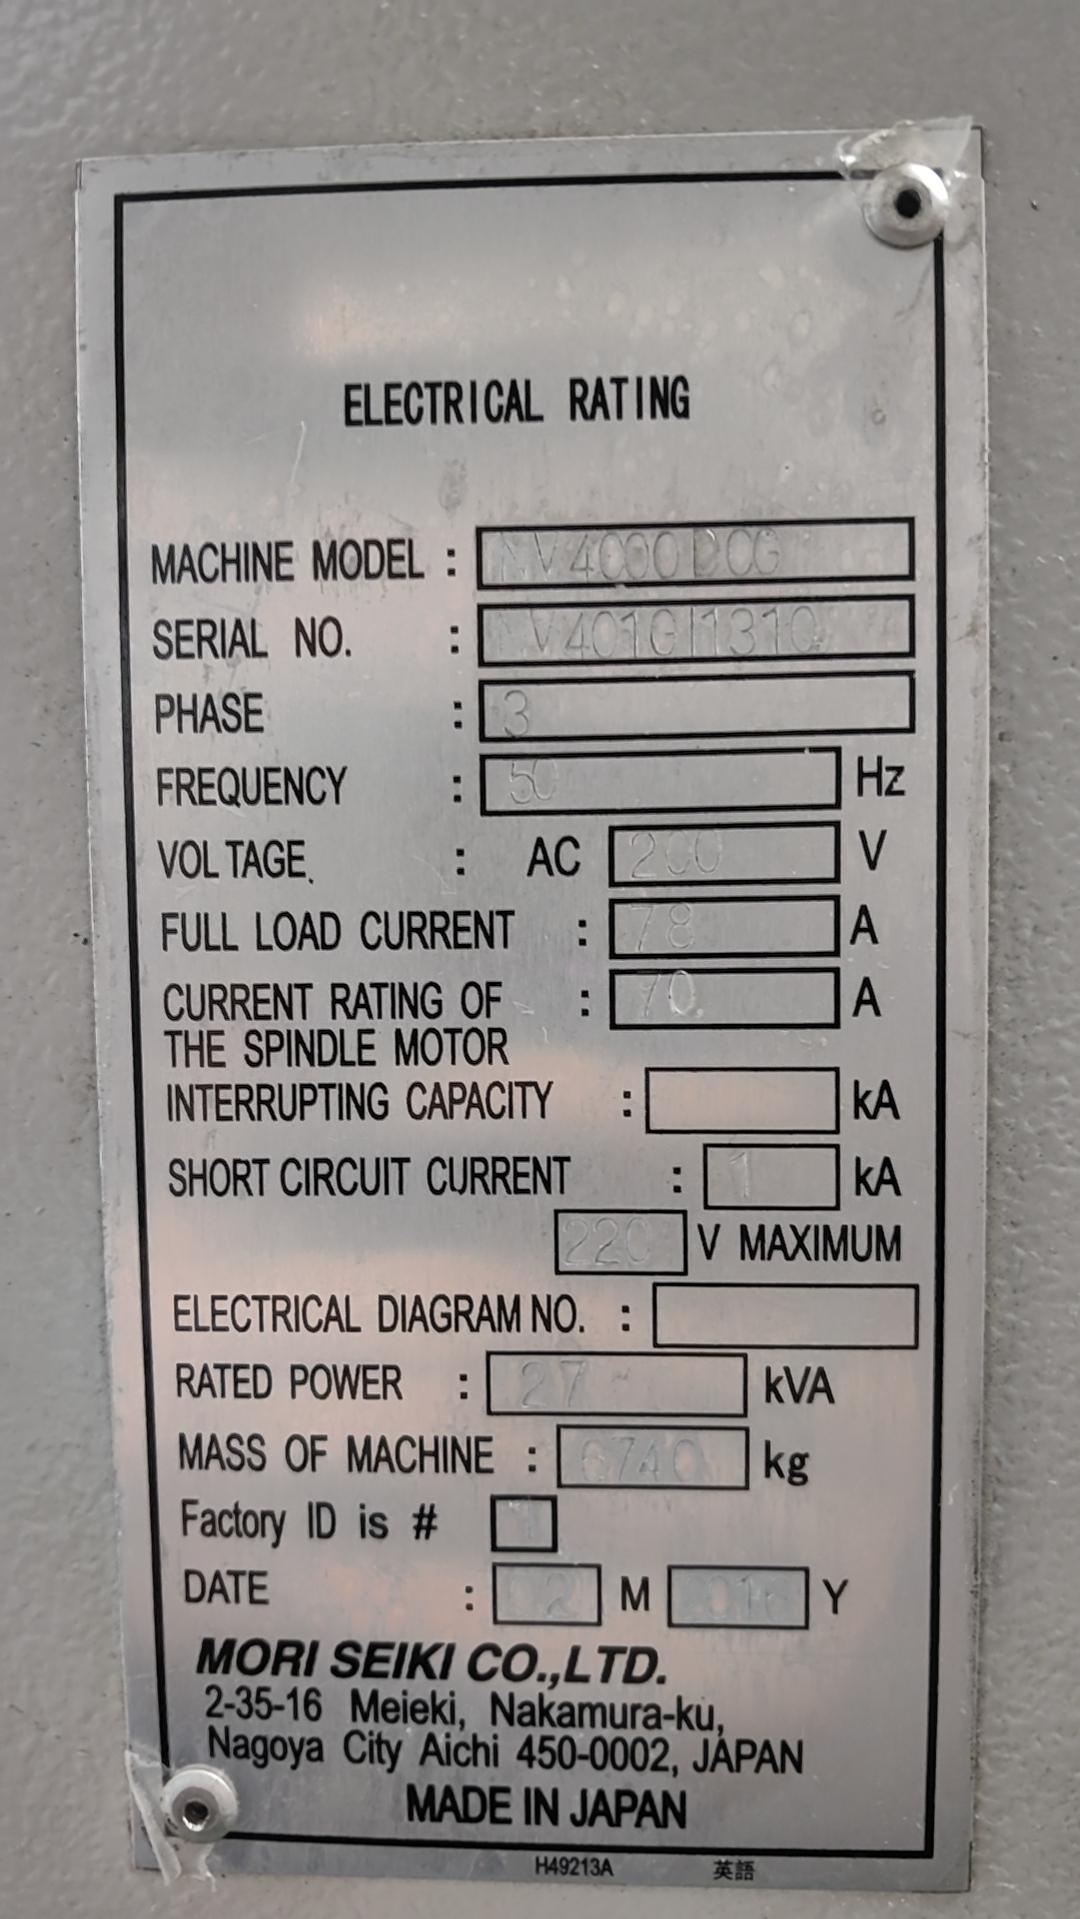 ELECTRICAL RATING
MACHINE MODEL : NV4000DCG
SERIAL NO. : NV401GI1310
PHASE : 3
FREQUENCY : 50 Hz
VOLTAGE : AC 200 V
FULL LOAD CURRENT : 78 A
CURRENT RATING OF : 70 A
THE SPINDLE MOTOR
INTERRUPTING CAPACITY : kA
SHORT CIRCUIT CURRENT : 1 kA
220 V MAXIMUM
ELECTRICAL DIAGRAM NO. :
RATED POWER : 27 kVA
MASS OF MACHINE : 6740 kg
Factory ID is # 1
DATE : M Y
MORI SEIKI CO.,LTD.
2-35-16 Meieki, Nakamura-ku,
Nagoya City Aichi 450-0002, JAPAN
MADE IN JAPAN
H49213A 英語